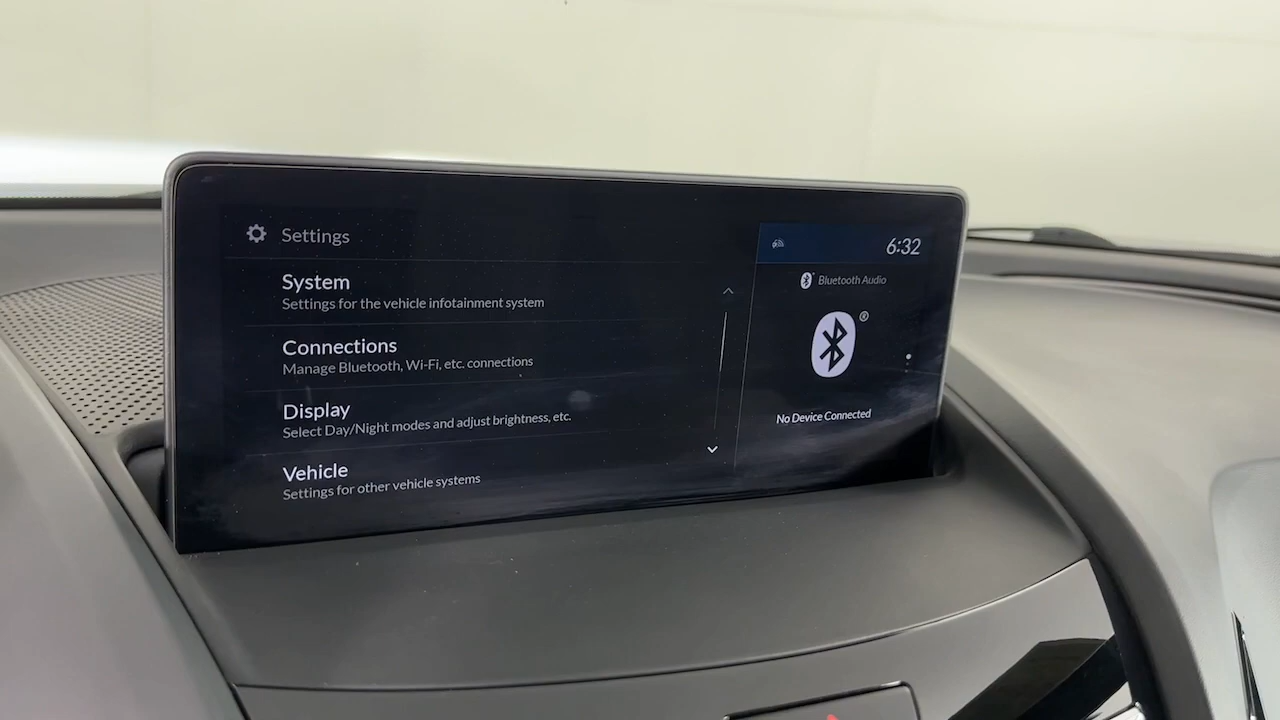 Settings
System
Settings for the vehicle infotainment system
Connections
Manage Bluetooth, Wi-Fi, etc. connections
Display
Select Day/Night modes and adjust brightness, etc.
Vehicle
Settings for other vehicle systems
6:32
Bluetooth Audio
®
No Device Connected